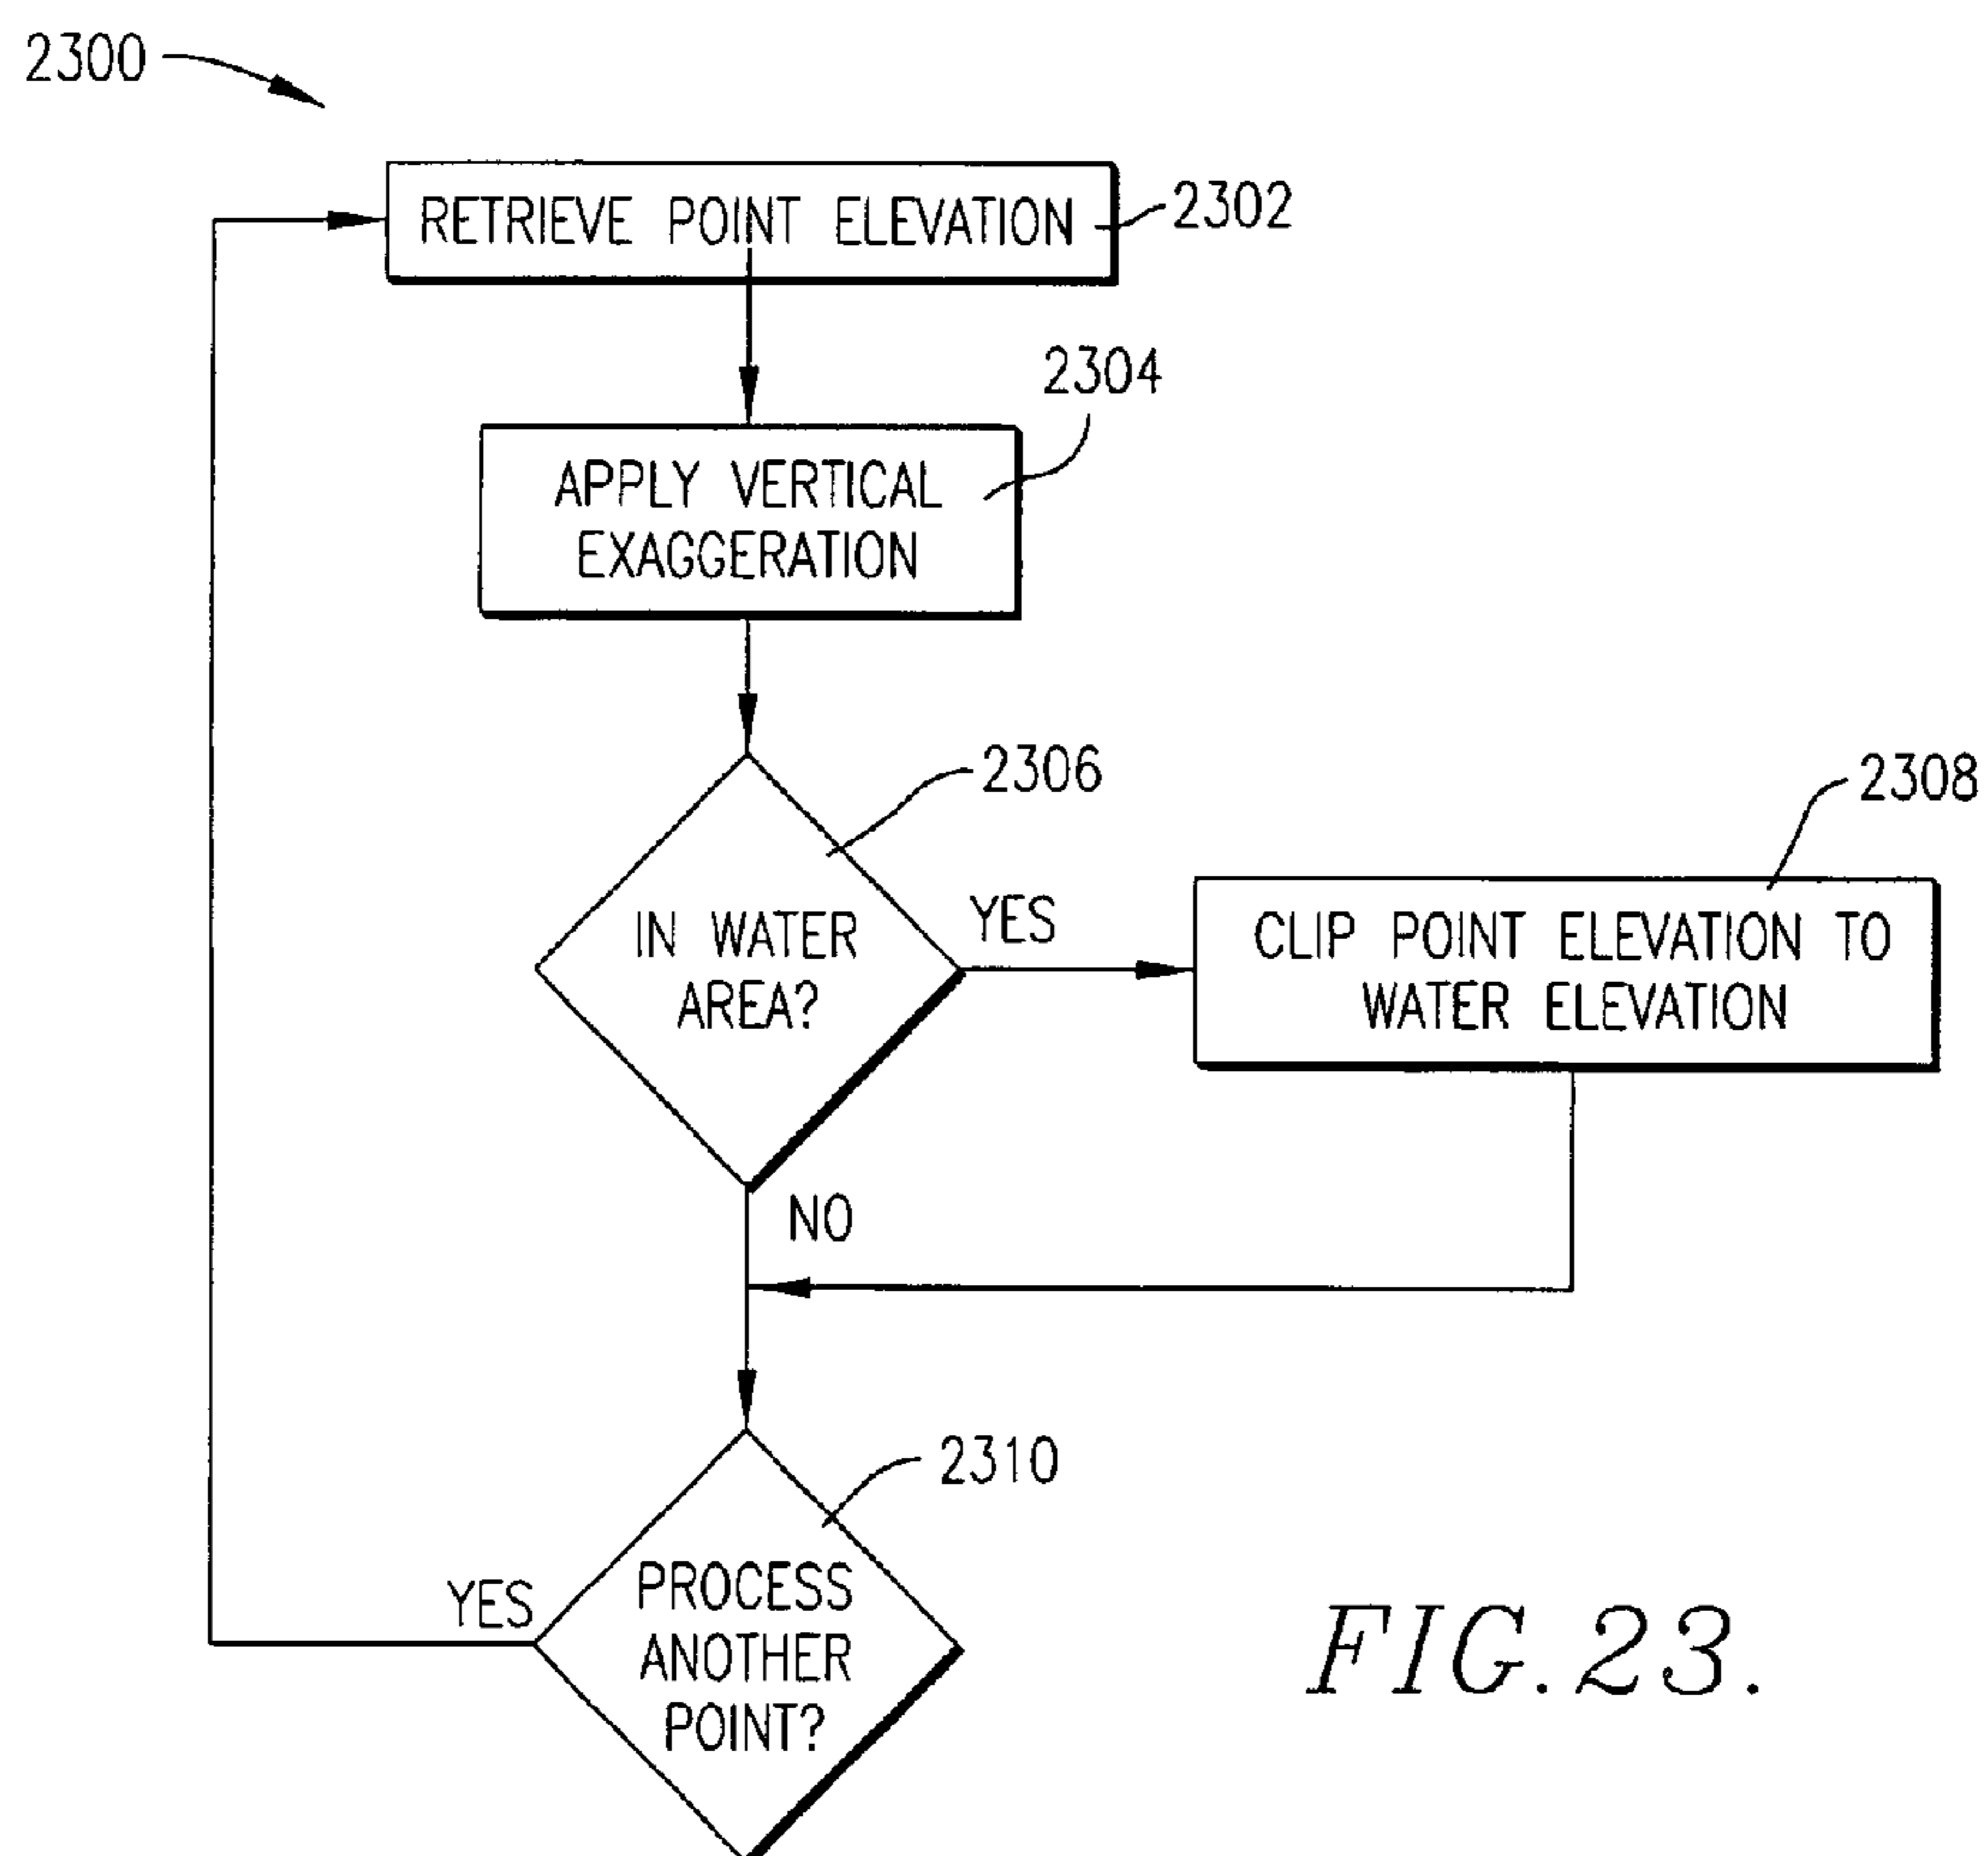 2300
RETRIEVE POINT ELEVATION
2302
2304
APPLY VERTICAL
EXAGGERATION
2306
2308
IN WATER
AREA?
YES
CLIP POINT ELEVATION TO
WATER ELEVATION
NO
2310
YES
PROCESS
ANOTHER
POINT?
FIG. 23.